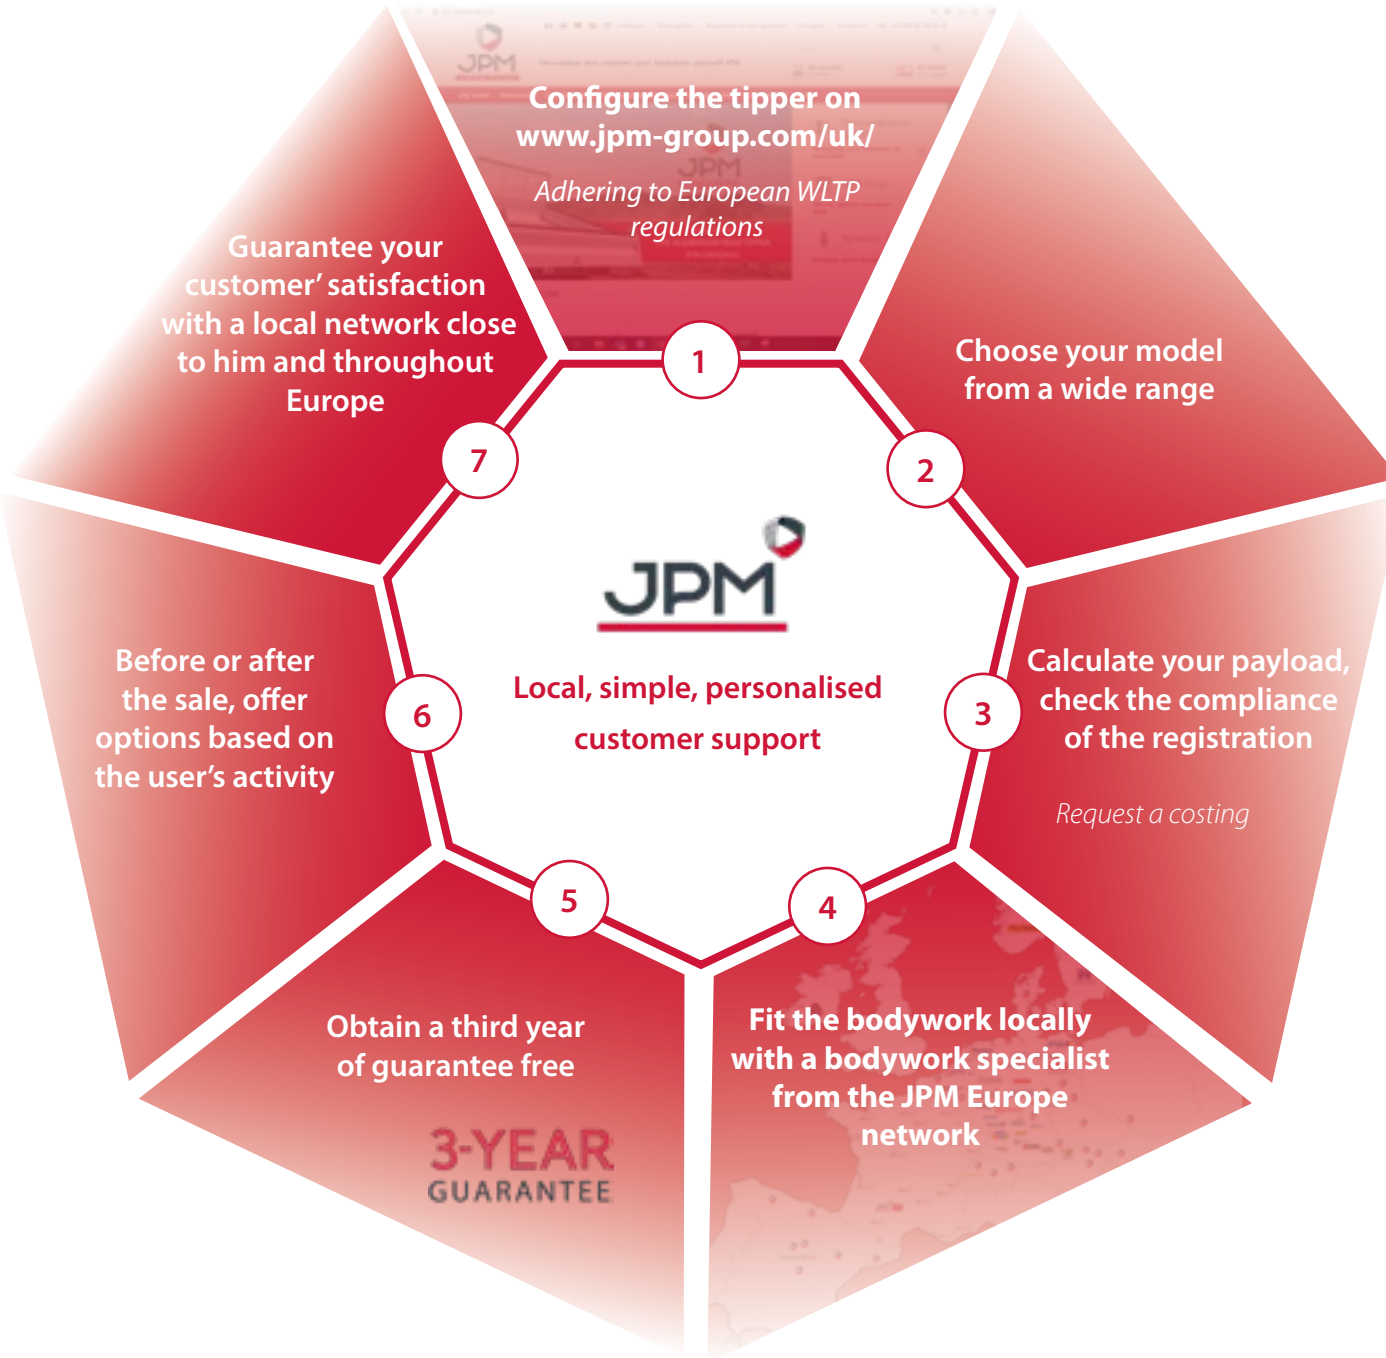 JPM
Configure the tipper on
www.jpm-group.com/uk/
JPM
Adhering to European WLTP
regulations
1
Choose your model
from a wide range
2
Calculate your payload,
check the compliance
of the registration
Request a costing
3
Fit the bodywork locally
with a bodywork specialist
from the JPM Europe
network
4
Obtain a third year
of guarantee free
3-YEAR
GUARANTEE
5
Before or after
the sale, offer
options based on
the user's activity
6
Guarantee your
customer' satisfaction
with a local network close
to him and throughout
Europe
7
JPM
Local, simple, personalised
customer support